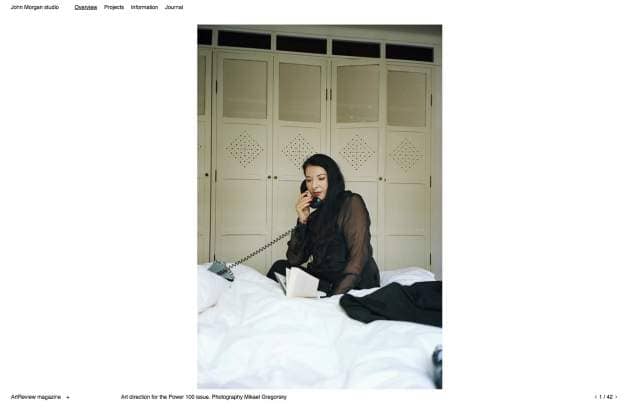 John Morgan studio Overview Projects Information Journal
ArtReview magazine + Art direction for the Power 100 issue. Photography Mikael Gregorsky ‹ 1 / 42 ›